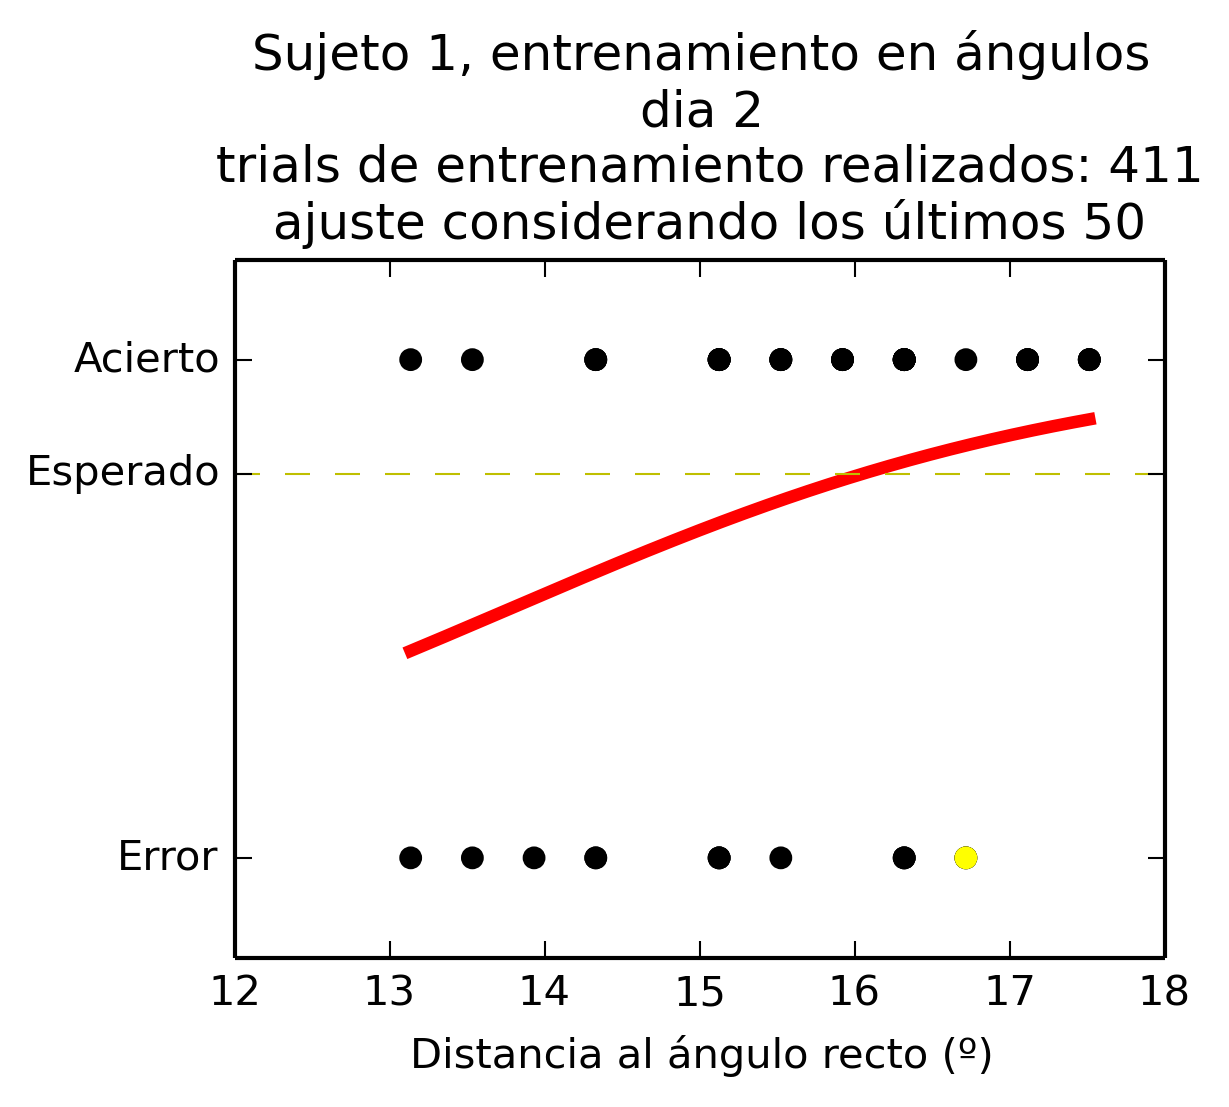 Sujeto 1, entrenamiento en ángulos
dia 2
trials de entrenamiento realizados: 411
ajuste considerando los últimos 50
Acierto
Esperado
Error
12 13 14 15 16 17 18
Distancia al ángulo recto (º)